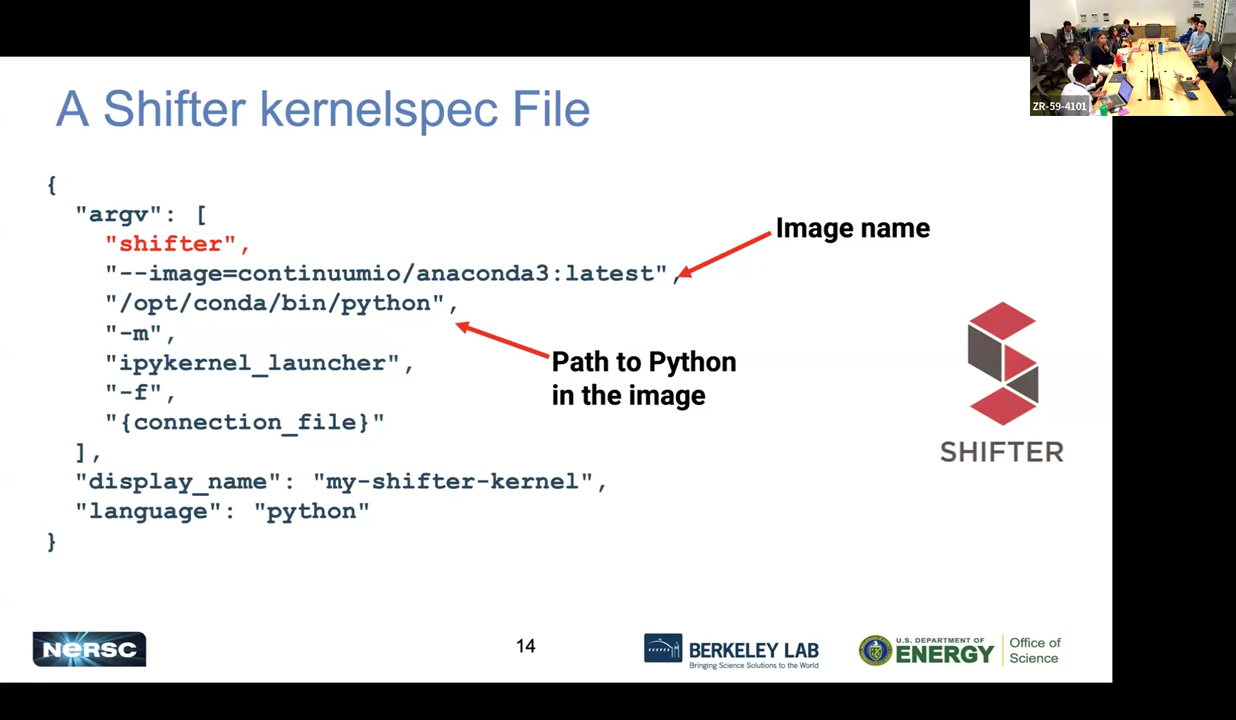 ZR-59-4101
A Shifter kernelspec File
{
"argv": [
"shifter",
"--image=continuumio/anaconda3:latest",
"/opt/conda/bin/python",
"-m",
"ipykernel_launcher",
"-f",
"{connection_file}"
],
"display_name": "my-shifter-kernel",
"language": "python"
}
Image name
Path to Python
in the image
SHIFTER
NERSC
14
BERKELEY LAB
Bringing Science Solutions to the World
U.S. DEPARTMENT OF
ENERGY
Office of
Science